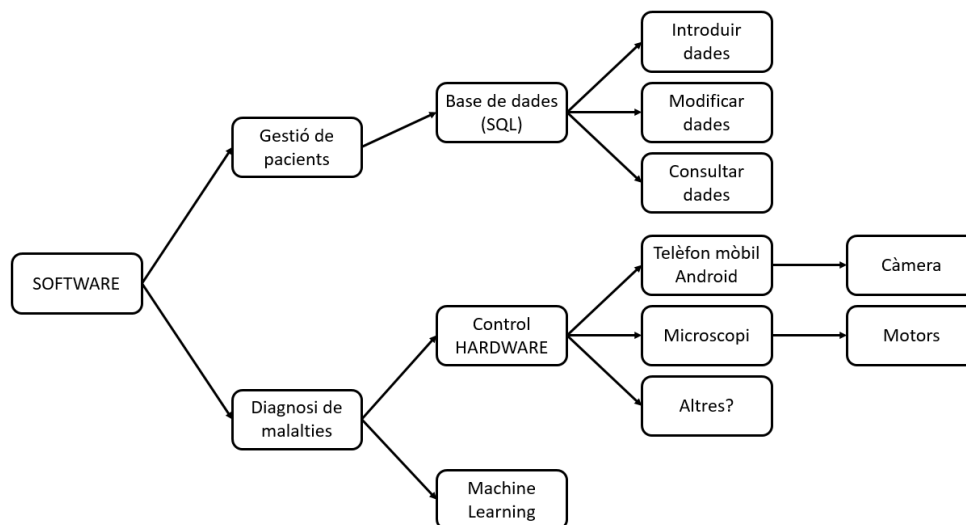 Introduir
dades
Base de dades
(SQL)
Modificar
dades
Gestió de
pacients
Consultar
dades
SOFTWARE
Telèfon mòbil
Android
Càmera
Control
HARDWARE
Microscopi
Motors
Diagnosi de
malalties
Altres?
Machine
Learning